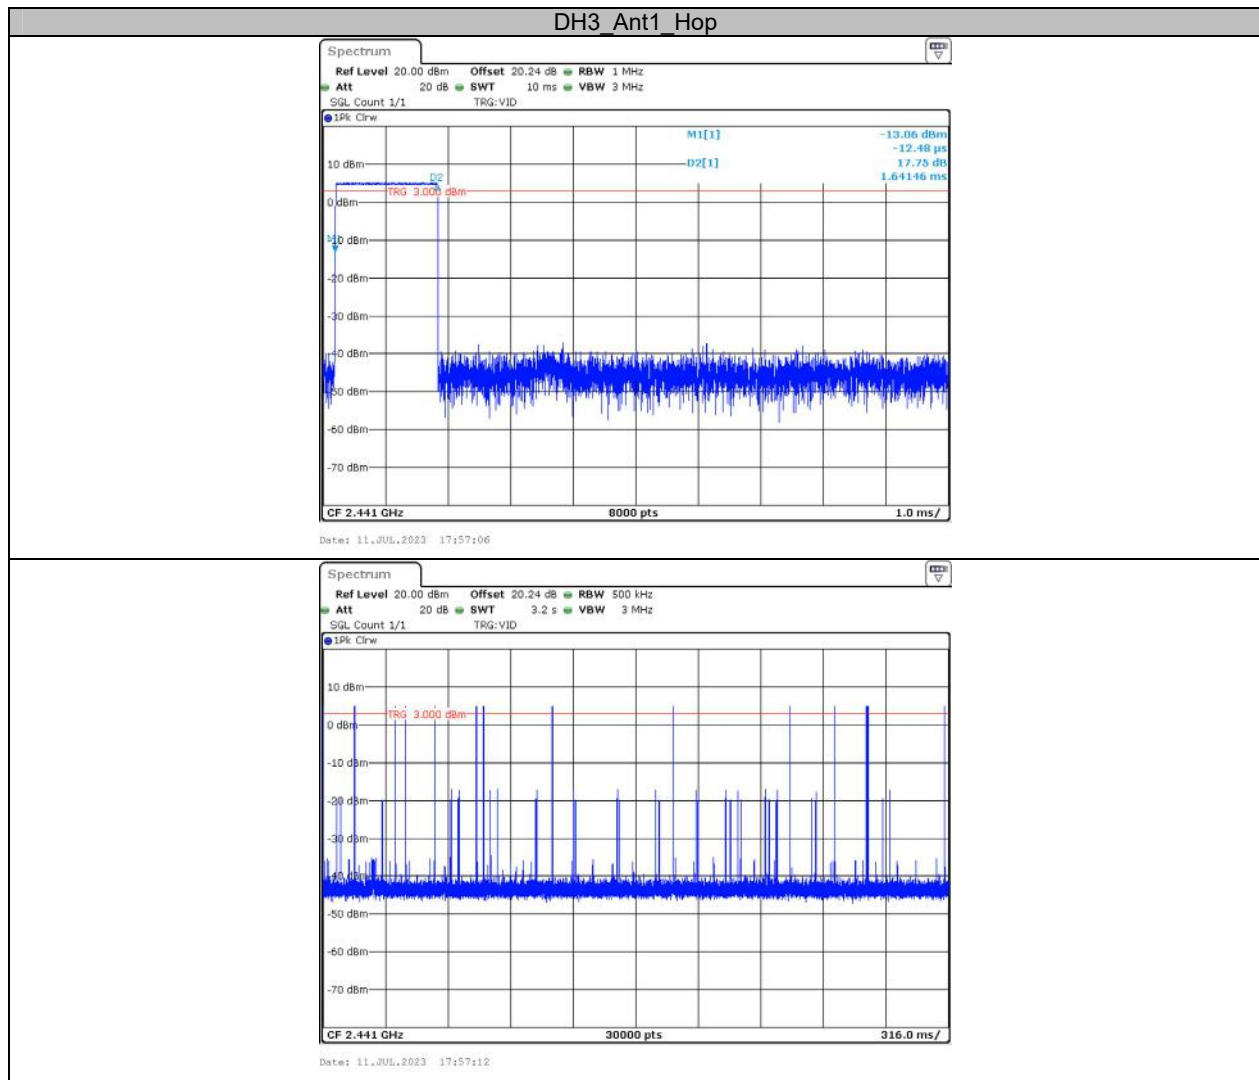 DH3_Ant1_Hop
Spectrum
Ref Level 20.00 dBm Offset 20.24 dB RBW 1 MHz
Att 20 dB SWT 10 ms VBW 3 MHz
SGL Count 1/1 TRG:VID
1Pk Clrw
M1[1] -13.06 dBm
-12.48 µs
10 dBm D2[1] 17.75 dB
D2 1.64146 ms
TRG 3.000 dBm
0 dBm
-10 dBm
-20 dBm
-30 dBm
-40 dBm
-50 dBm
-60 dBm
-70 dBm
CF 2.441 GHz 8000 pts 1.0 ms/
Date: 11.JUL.2023 17:57:06
Spectrum
Ref Level 20.00 dBm Offset 20.24 dB RBW 500 kHz
Att 20 dB SWT 3.2 s VBW 3 MHz
SGL Count 1/1 TRG:VID
1Pk Clrw
10 dBm
TRG 3.000 dBm
0 dBm
-10 dBm
-20 dBm
-30 dBm
-40 dBm
-50 dBm
-60 dBm
-70 dBm
CF 2.441 GHz 30000 pts 316.0 ms/
Date: 11.JUL.2023 17:57:12